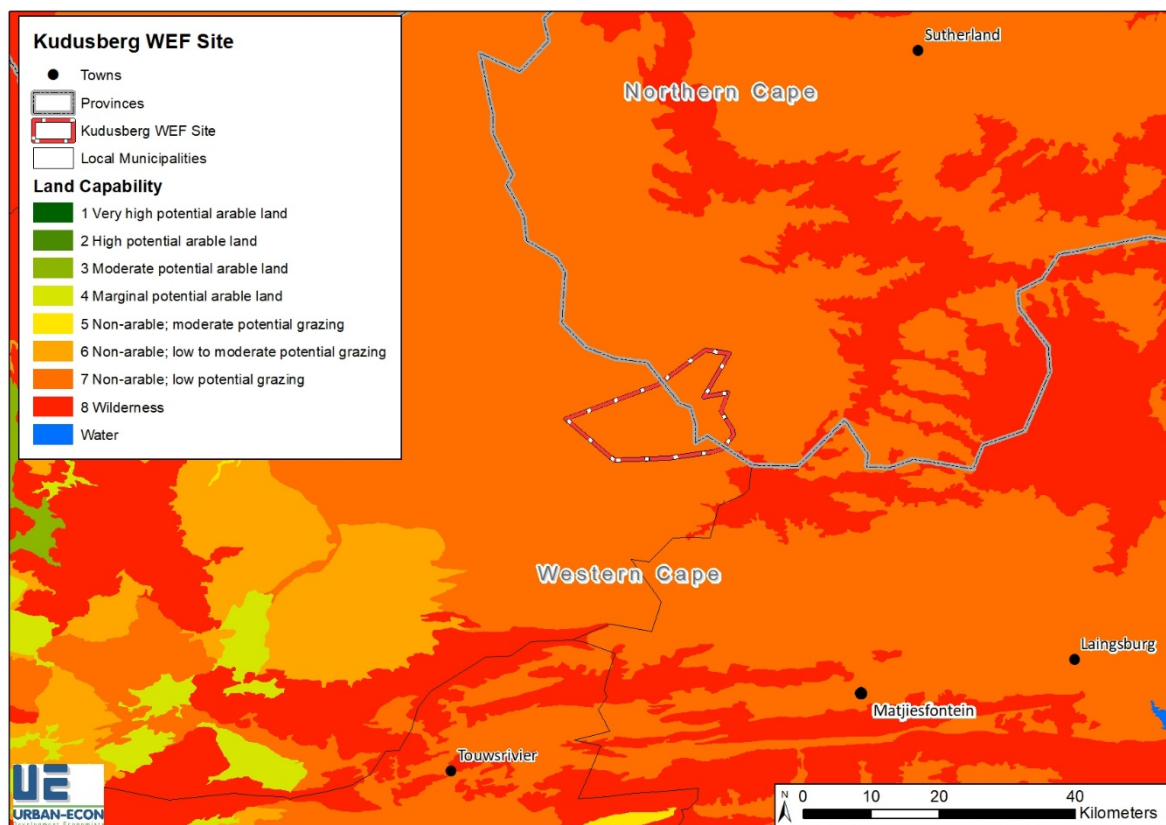 Kudusberg WEF Site
Towns
Provinces
Kudusberg WEF Site
Local Municipalities
Land Capability
1 Very high potential arable land
2 High potential arable land
3 Moderate potential arable land
4 Marginal potential arable land
5 Non-arable; moderate potential grazing
6 Non-arable; low to moderate potential grazing
7 Non-arable; low potential grazing
8 Wilderness
Water
Sutherland
Northern Cape
Western Cape
Laingsburg
Matjiesfontein
Touwsrivier
UE
URBAN-ECON
Development Economists
N
0 10 20 40
Kilometers